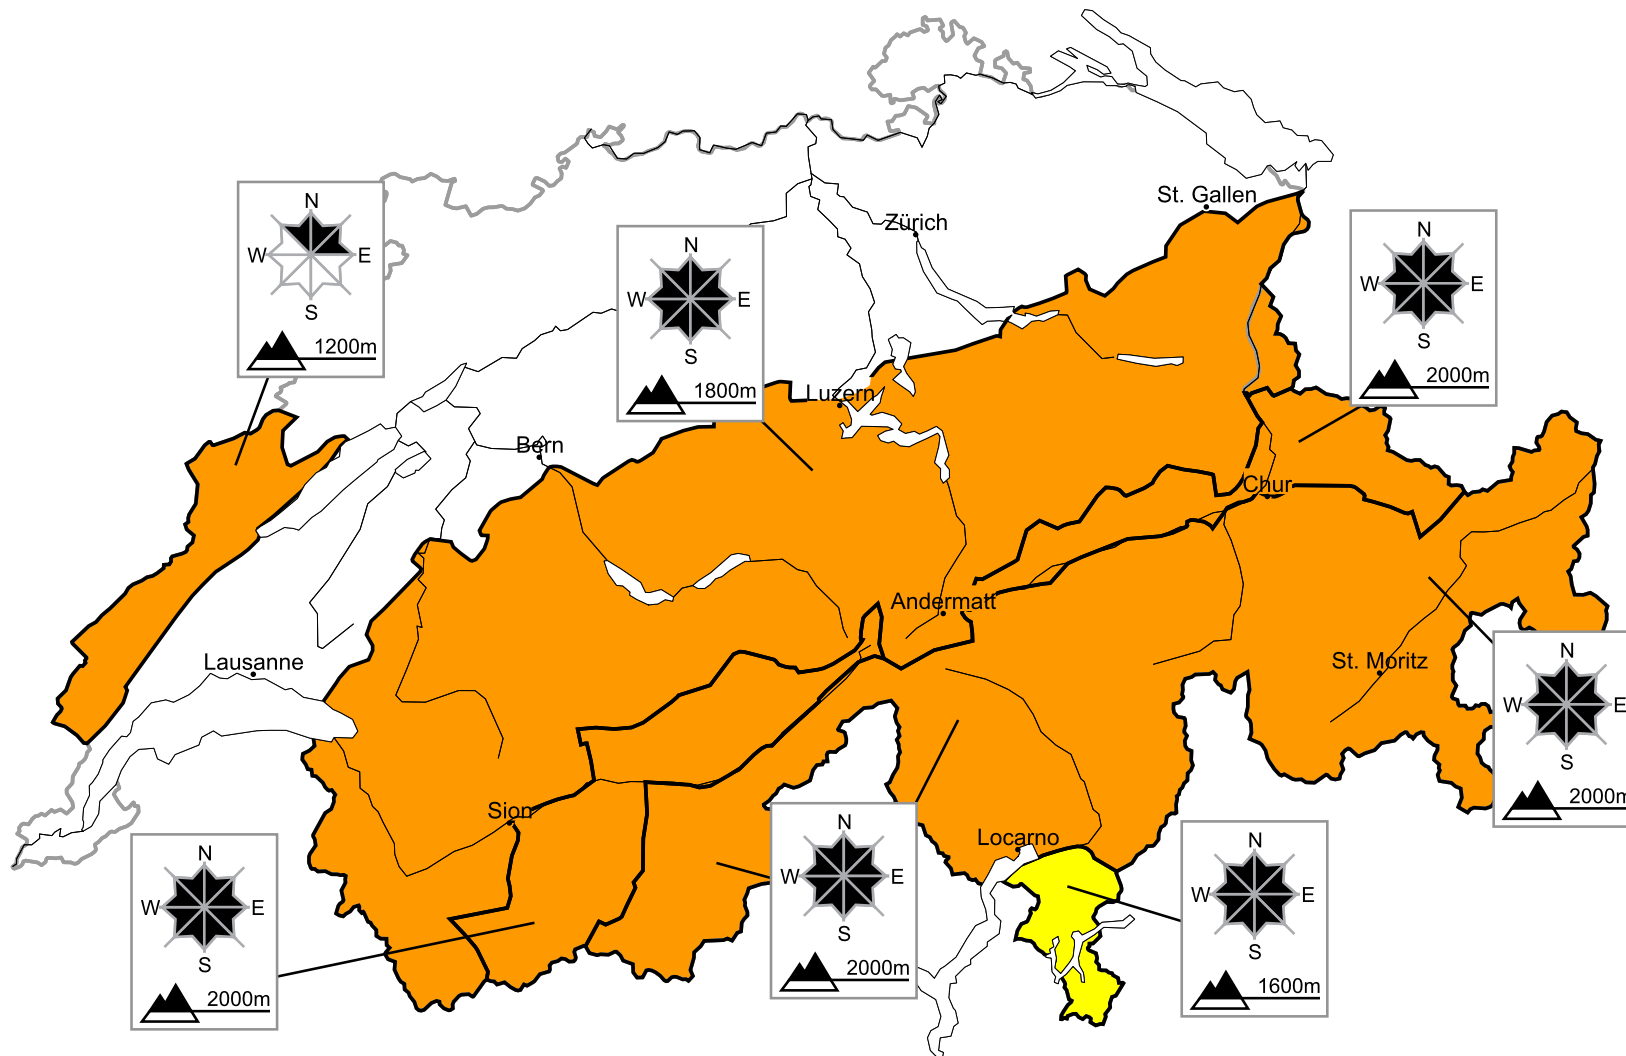 St. Gallen
Zürich
N
W E
S
1200m
N
W E
S
1800m
N
W E
S
2000m
Luzern
Bern
Chur
Andermatt
Lausanne
St. Moritz
N
W E
S
2000m
Sion
Locarno
N
W E
S
2000m
N
W E
S
2000m
N
W E
S
1600m